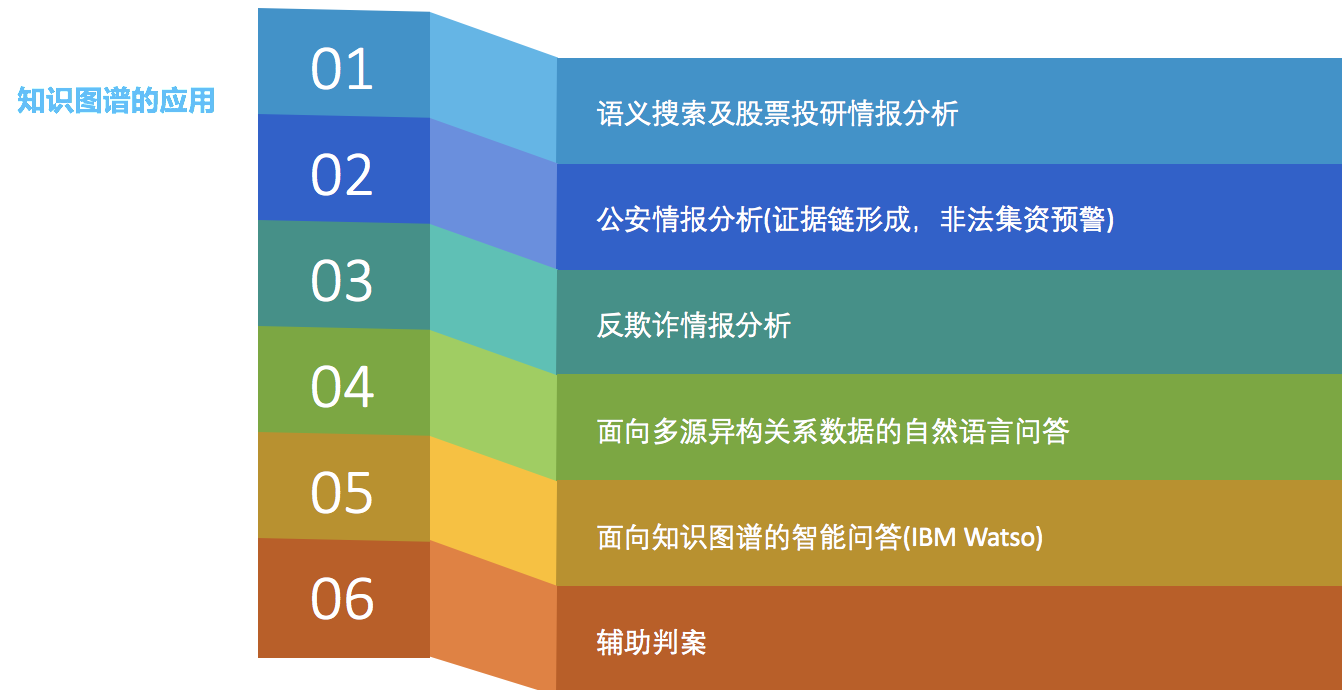 知识图谱的应用
01
语义搜索及股票投研情报分析
02
公安情报分析(证据链形成，非法集资预警)
03
反欺诈情报分析
04
面向多源异构关系数据的自然语言问答
05
面向知识图谱的智能问答(IBM Watso)
06
辅助判案